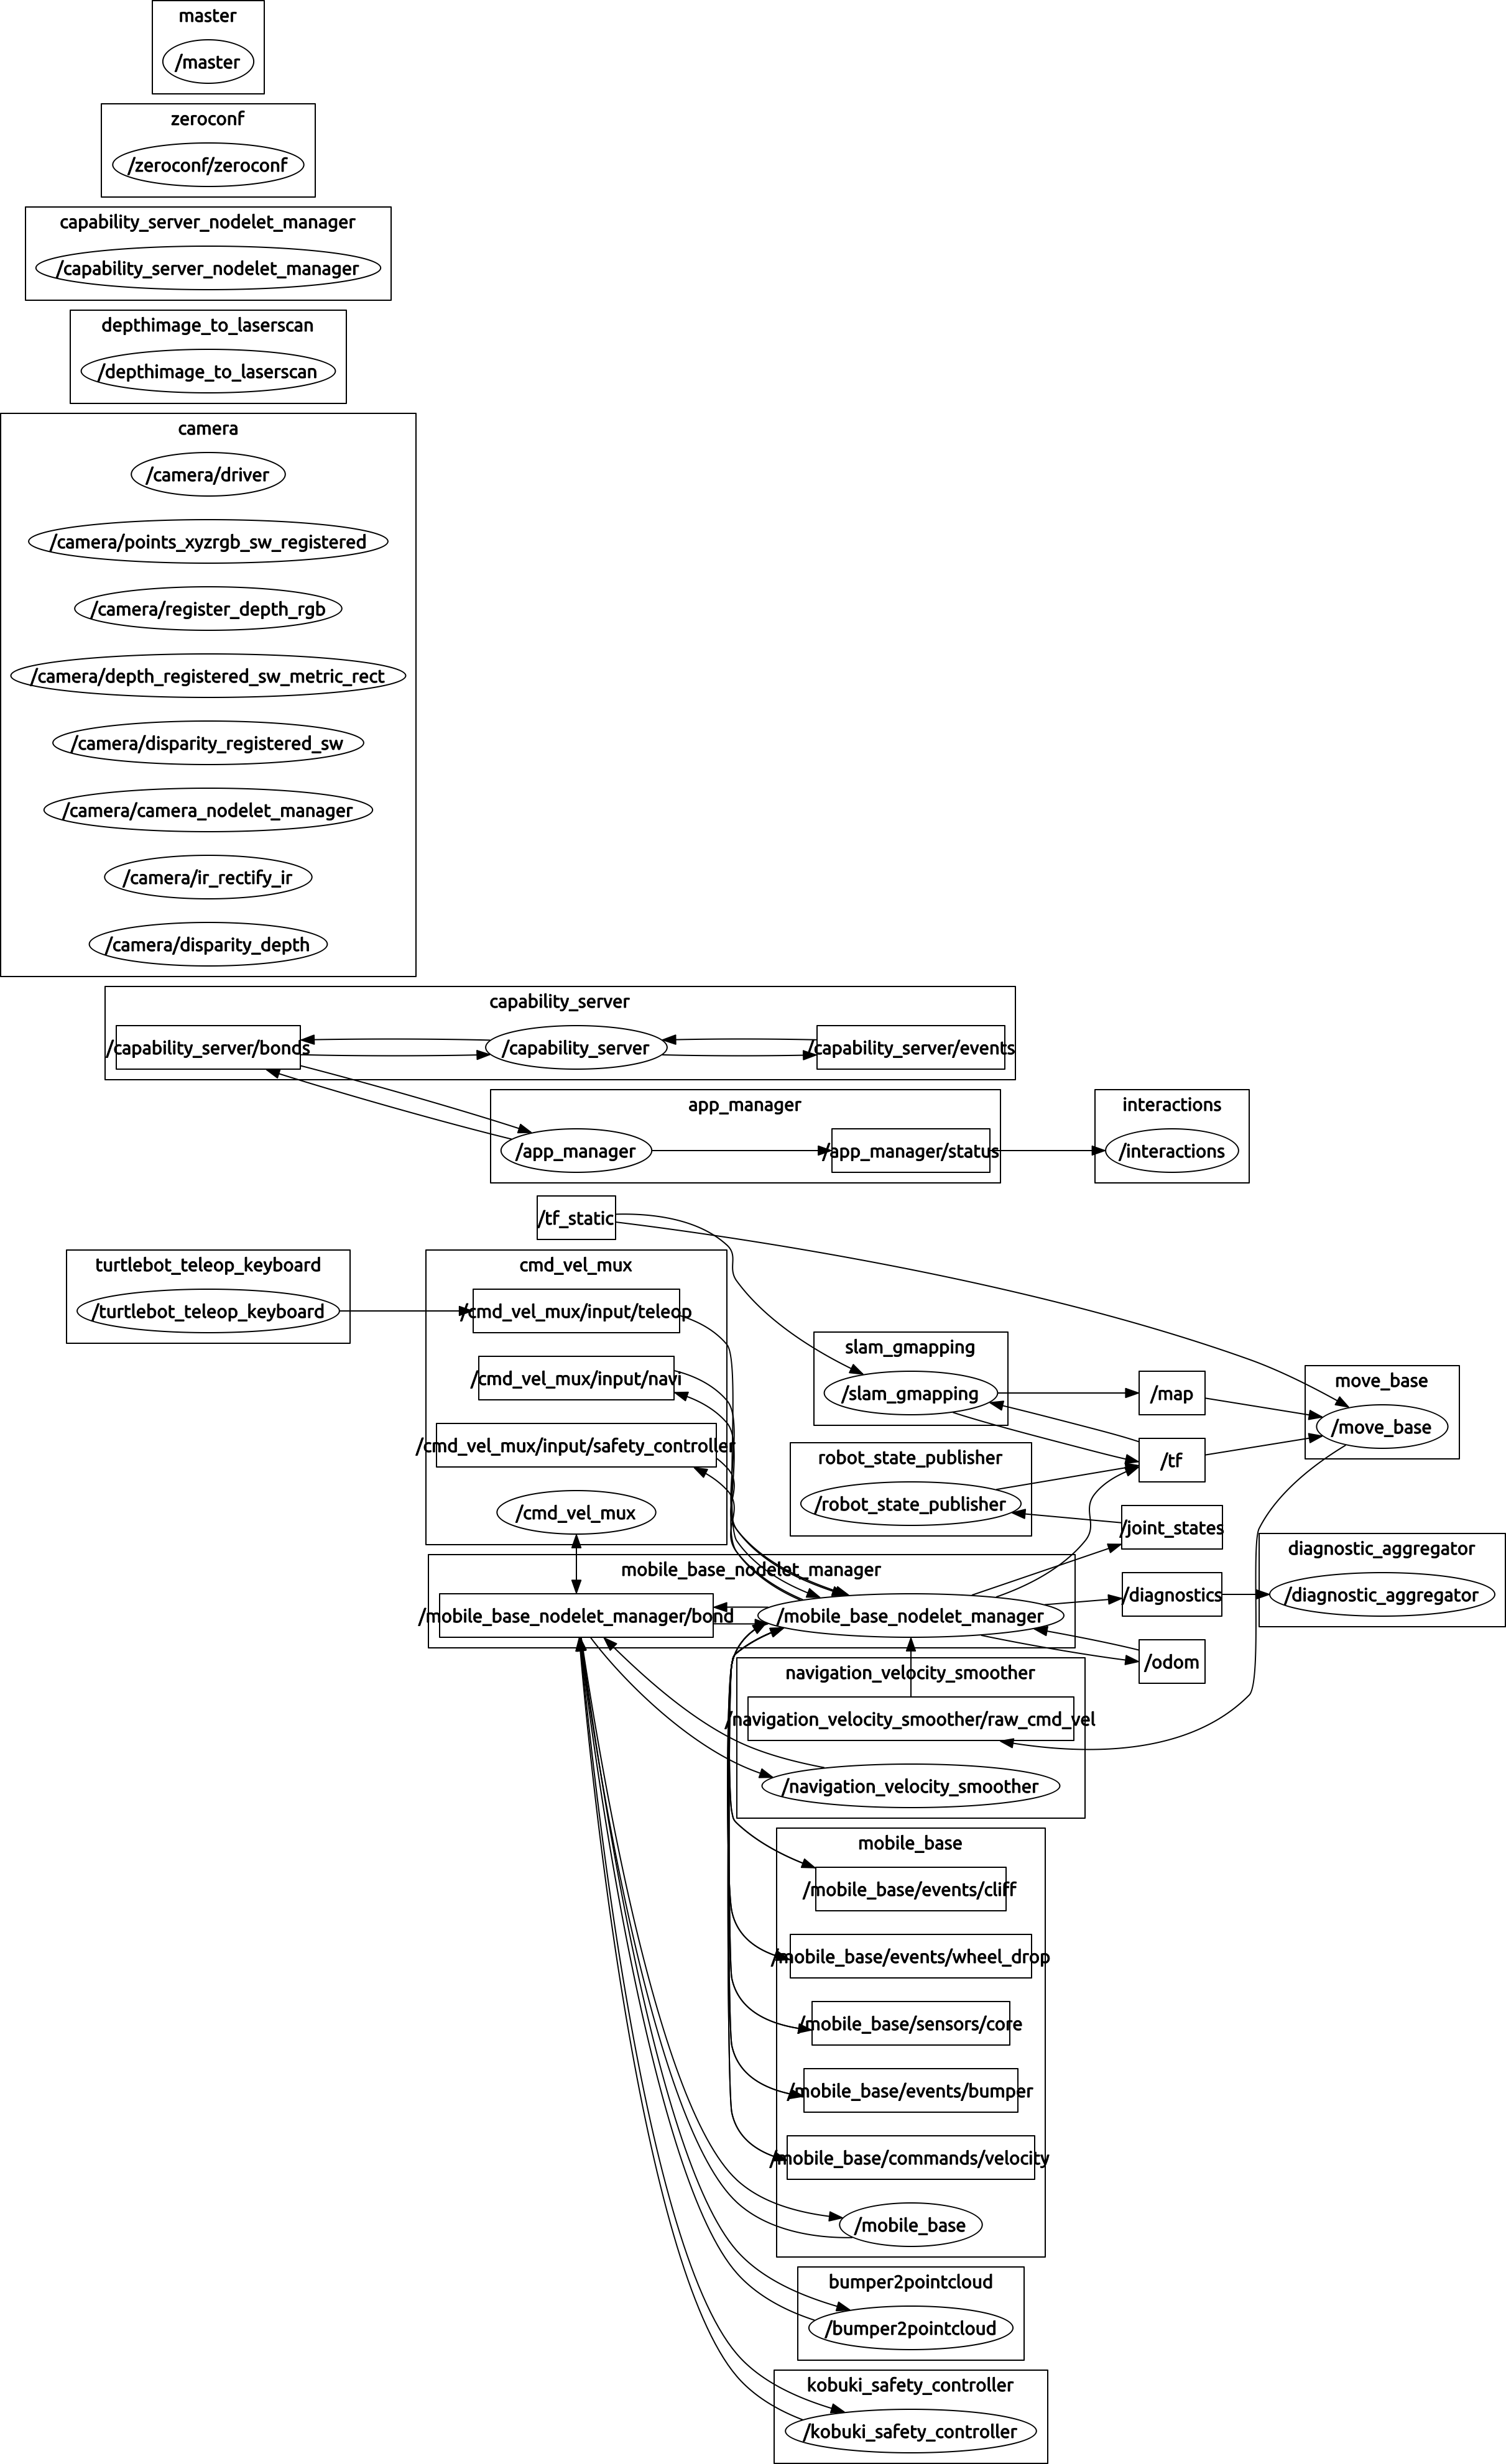 master
/master
zeroconf
/zeroconf/zeroconf
capability_server_nodelet_manager
/capability_server_nodelet_manager
depthimage_to_laserscan
/depthimage_to_laserscan
camera
/camera/driver
/camera/points_xyzrgb_sw_registered
/camera/register_depth_rgb
/camera/depth_registered_sw_metric_rect
/camera/disparity_registered_sw
/camera/camera_nodelet_manager
/camera/ir_rectify_ir
/camera/disparity_depth
capability_server
/capability_server/bonds
/capability_server
/capability_server/events
app_manager
/app_manager
/app_manager/status
interactions
/interactions
/tf_static
turtlebot_teleop_keyboard
/turtlebot_teleop_keyboard
cmd_vel_mux
/cmd_vel_mux/input/teleop
/cmd_vel_mux/input/navi
/cmd_vel_mux/input/safety_controller
/cmd_vel_mux
slam_gmapping
/slam_gmapping
/map
move_base
/move_base
/tf
robot_state_publisher
/robot_state_publisher
/joint_states
mobile_base_nodelet_manager
/mobile_base_nodelet_manager/bond
/mobile_base_nodelet_manager
/diagnostics
diagnostic_aggregator
/diagnostic_aggregator
/odom
navigation_velocity_smoother
/navigation_velocity_smoother/raw_cmd_vel
/navigation_velocity_smoother
mobile_base
/mobile_base/events/cliff
/mobile_base/events/wheel_drop
/mobile_base/sensors/core
/mobile_base/events/bumper
/mobile_base/commands/velocity
/mobile_base
bumper2pointcloud
/bumper2pointcloud
kobuki_safety_controller
/kobuki_safety_controller